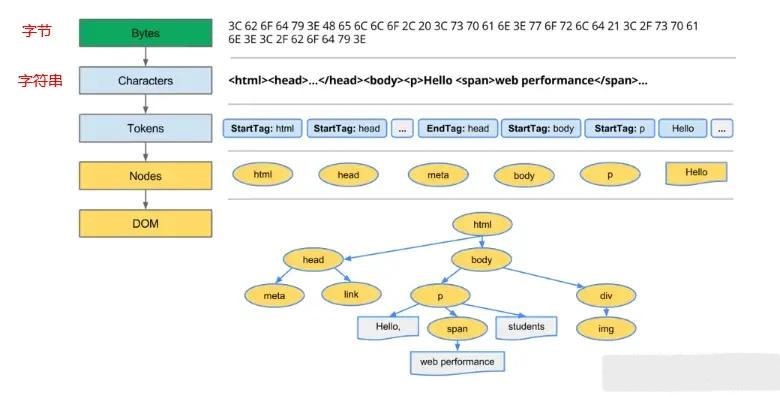 字节
Bytes
3C 62 6F 64 79 3E 48 65 6C 6C 6F 2C 20 3C 73 70 61 6E 3E 77 6F 72 6C 64 21 3C 2F 73 70 61
6E 3E 3C 2F 62 6F 64 79 3E
字符串
Characters
<html><head>...</head><body><p>Hello <span>web performance</span>...
Tokens
StartTag: html
StartTag: head
...
EndTag: head
StartTag: body
StartTag: p
Hello
...
Nodes
html
head
meta
body
p
Hello
DOM
html
head
body
meta
link
p
div
Hello,
span
students
img
web performance